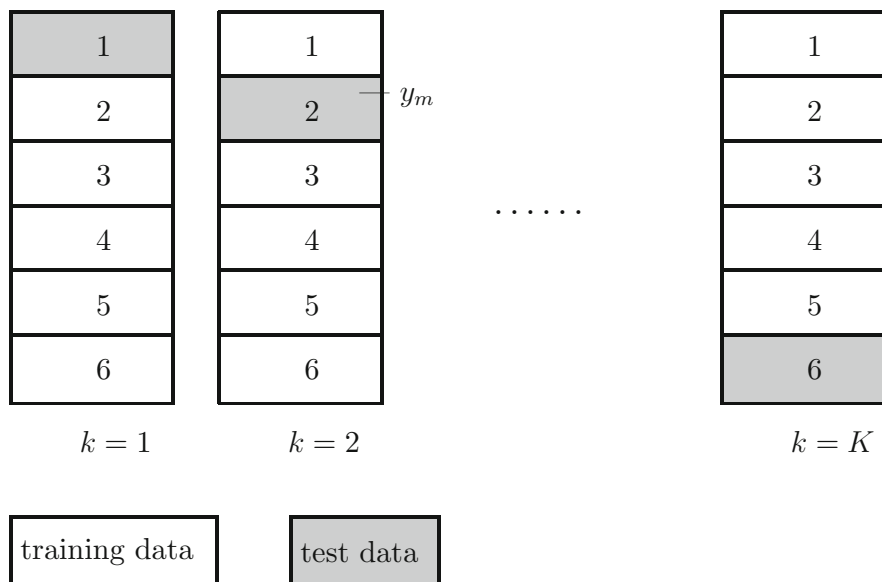 1 1 1
2 2 y_m 2
3 3 3
4 4 ...... 4
5 5 5
6 6 6
k = 1 k = 2 k = K
training data test data